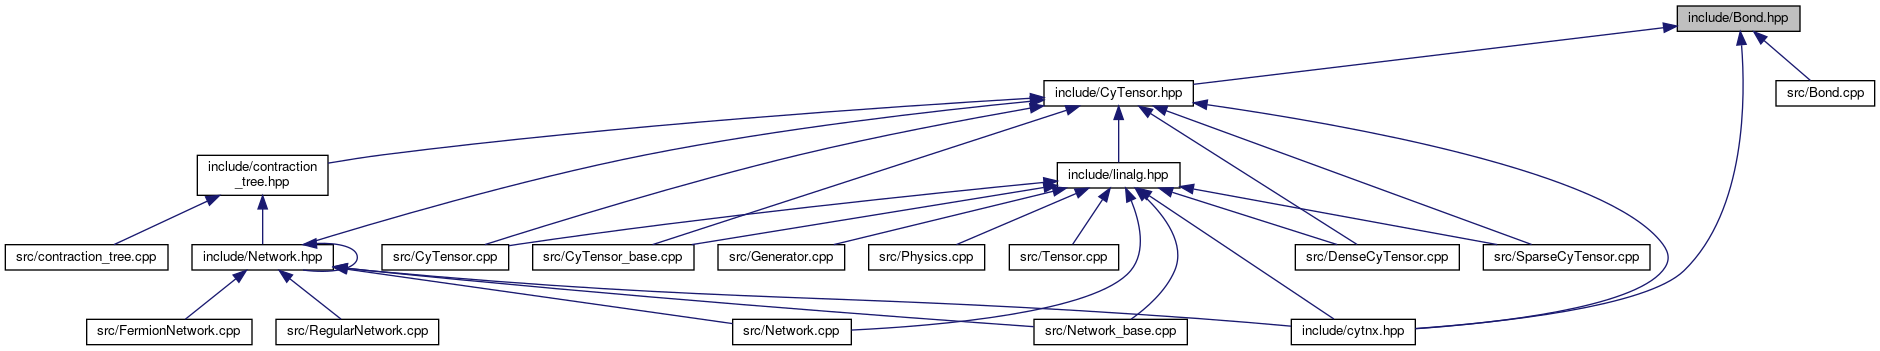 include/Bond.hpp
include/CyTensor.hpp
src/Bond.cpp
include/contraction
_tree.hpp
include/linalg.hpp
src/contraction_tree.cpp
include/Network.hpp
src/CyTensor.cpp
src/CyTensor_base.cpp
src/Generator.cpp
src/Physics.cpp
src/Tensor.cpp
src/DenseCyTensor.cpp
src/SparseCyTensor.cpp
src/FermionNetwork.cpp
src/RegularNetwork.cpp
src/Network.cpp
src/Network_base.cpp
include/cytnx.hpp